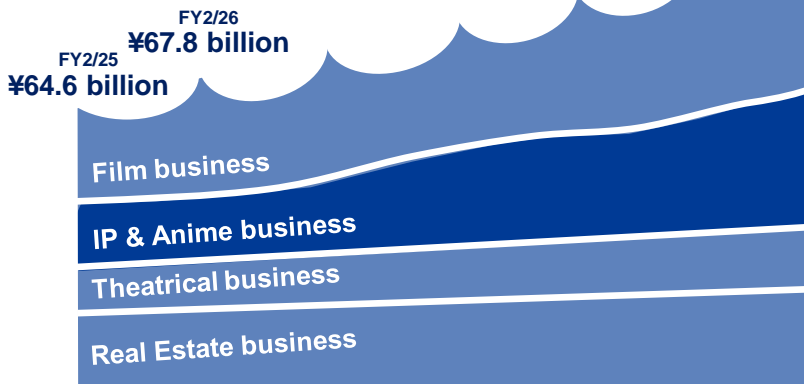 FY2/26
¥67.8 billion
FY2/25
¥64.6 billion
Film business
IP & Anime business
Theatrical business
Real Estate business